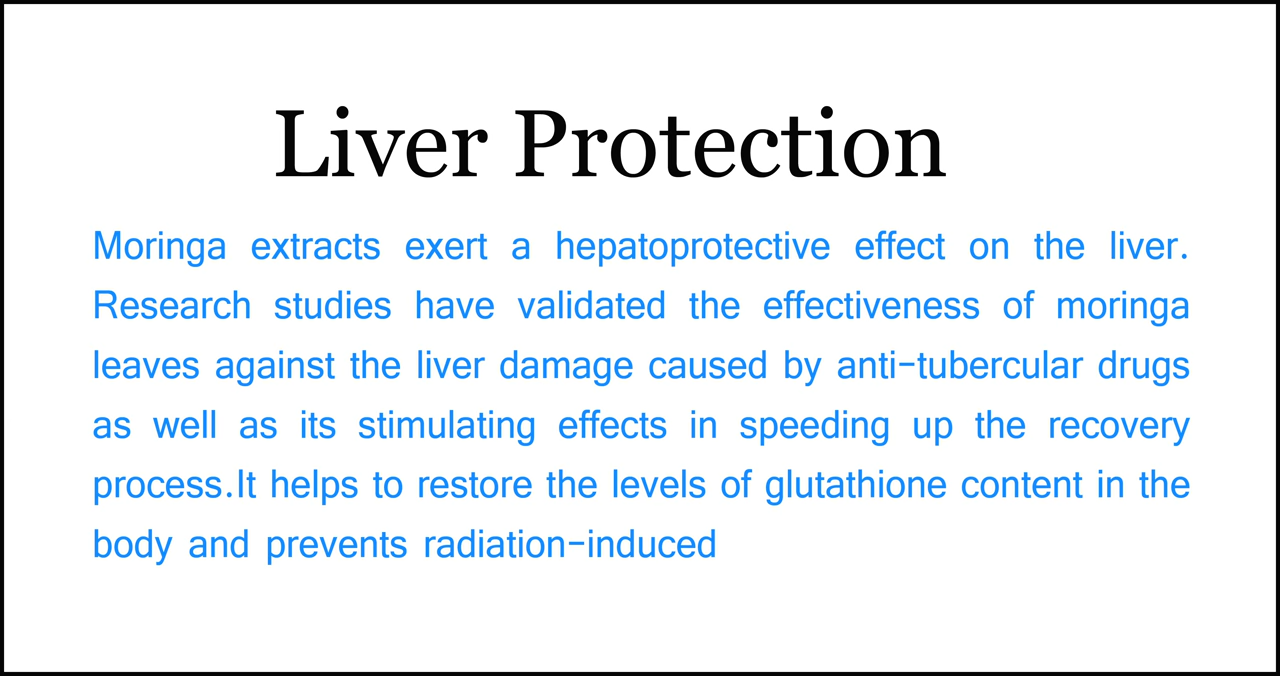 Liver Protection
Moringa extracts exert a hepatoprotective effect on the liver.
Research studies have validated the effectiveness of moringa
leaves against the liver damage caused by anti-tubercular drugs
as well as its stimulating effects in speeding up the recovery
process.It helps to restore the levels of glutathione content in the
body and prevents radiation-induced